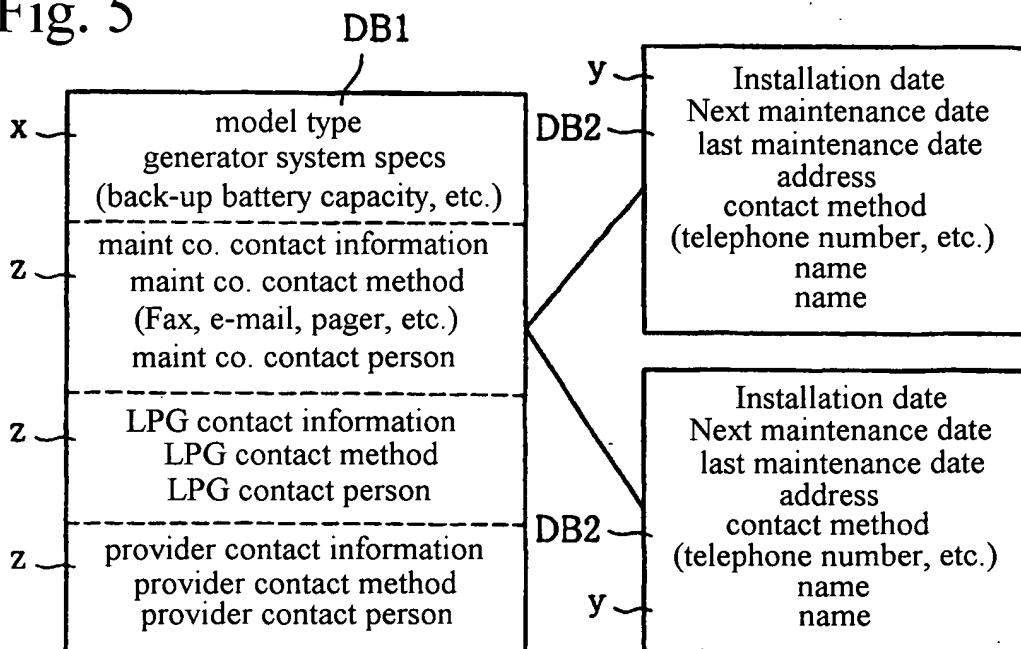 Fig. 5
DB1
x
model type
generator system specs
(back-up battery capacity, etc.)
z
maint co. contact information
maint co. contact method
(Fax, e-mail, pager, etc.)
maint co. contact person
z
LPG contact information
LPG contact method
LPG contact person
z
provider contact information
provider contact method
provider contact person
y
DB2
Installation date
Next maintenance date
last maintenance date
address
contact method
(telephone number, etc.)
name
name
DB2
y
Installation date
Next maintenance date
last maintenance date
address
contact method
(telephone number, etc.)
name
name